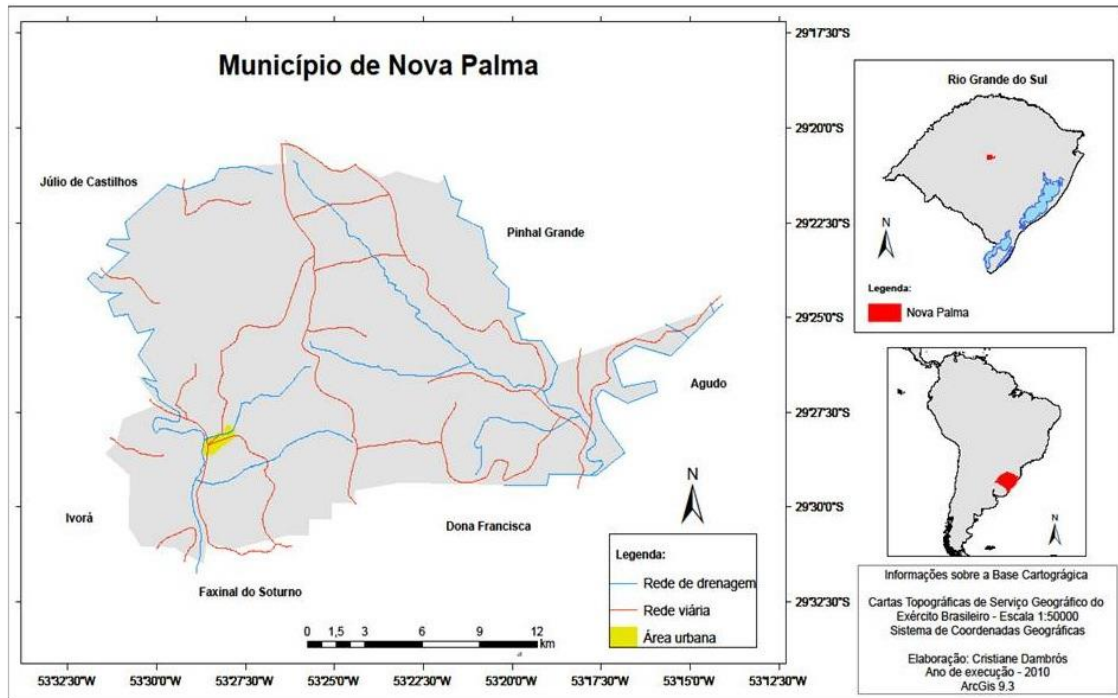 Município de Nova Palma
Júlio de Castilhos
Pinhal Grande
Agudo
Ivorá
Dona Francisca
Faxinal do Soturno
N
Legenda:
Rede de drenagem
Rede viária
Área urbana
0 1,5 3 6 9 12
km
53°32'30"W 53°30'0"W 53°27'30"W 53°25'0"W 53°22'30"W 53°20'0"W 53°17'30"W 53°15'0"W 53°12'30"W
29°17'30"S
29°20'0"S
29°22'30"S
29°25'0"S
29°27'30"S
29°30'0"S
29°32'30"S
Rio Grande do Sul
N
Legenda:
Nova Palma
N
Informações sobre a Base Cartográgica
Cartas Topográficas de Serviço Geográfico do
Exército Brasileiro - Escala 1:50000
Sistema de Coordenadas Geográficas
Elaboração: Cristiane Dambrós
Ano de execução - 2010
ArcGis 9.3